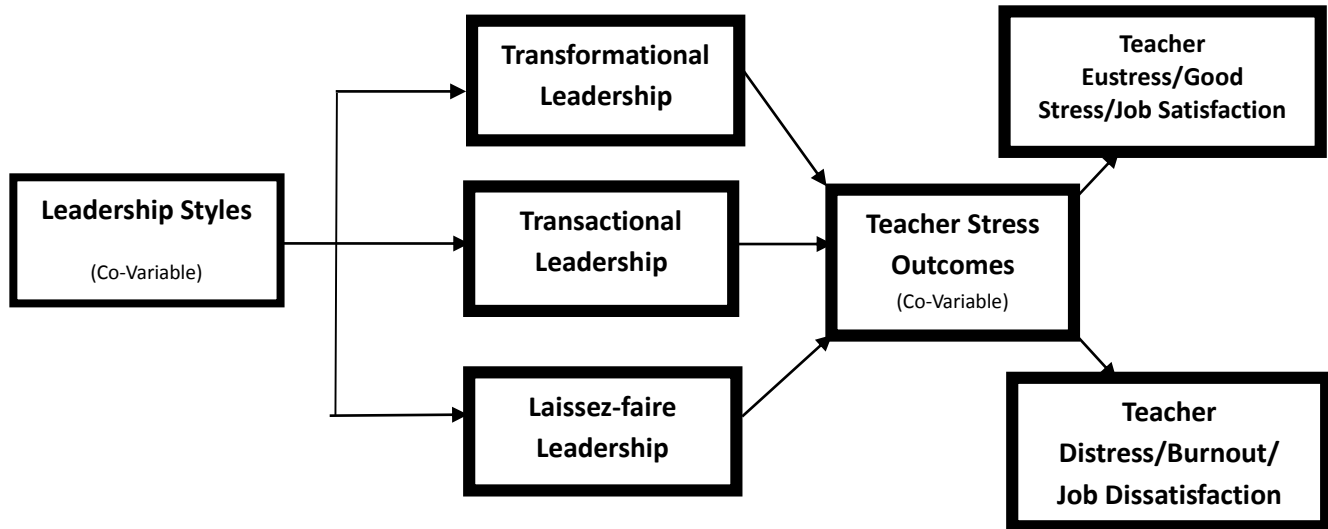 Leadership Styles
(Co-Variable)
Transformational
Leadership
Transactional
Leadership
Laissez-faire
Leadership
Teacher Stress
Outcomes
(Co-Variable)
Teacher
Eustress/Good
Stress/Job Satisfaction
Teacher
Distress/Burnout/
Job Dissatisfaction